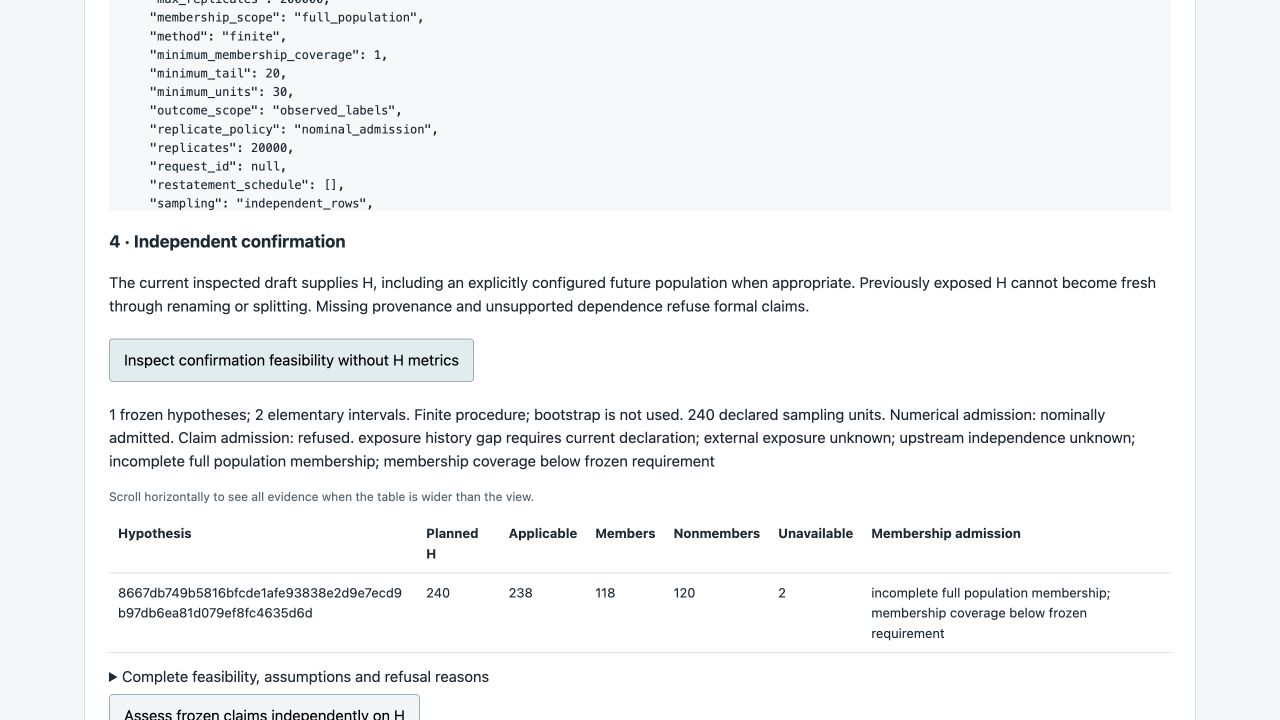 "max_replicates": 200000,
"membership_scope": "full_population",
"method": "finite",
"minimum_membership_coverage": 1,
"minimum_tail": 20,
"minimum_units": 30,
"outcome_scope": "observed_labels",
"replicate_policy": "nominal_admission",
"replicates": 20000,
"request_id": null,
"restatement_schedule": [],
"sampling": "independent_rows",
4 · Independent confirmation
The current inspected draft supplies H, including an explicitly configured future population when appropriate. Previously exposed H cannot become fresh
through renaming or splitting. Missing provenance and unsupported dependence refuse formal claims.
Inspect confirmation feasibility without H metrics
1 frozen hypotheses; 2 elementary intervals. Finite procedure; bootstrap is not used. 240 declared sampling units. Numerical admission: nominally
admitted. Claim admission: refused. exposure history gap requires current declaration; external exposure unknown; upstream independence unknown;
incomplete full population membership; membership coverage below frozen requirement
Scroll horizontally to see all evidence when the table is wider than the view.
Hypothesis Planned H Applicable Members Nonmembers Unavailable Membership admission
8667db749b5816bfcde1afe93838e2d9e7ecd9 240 238 118 120 2 incomplete full population membership;
b97db6ea81d079ef8fc4635d6d membership coverage below frozen
requirement
▶ Complete feasibility, assumptions and refusal reasons
Assess frozen claims independently on H